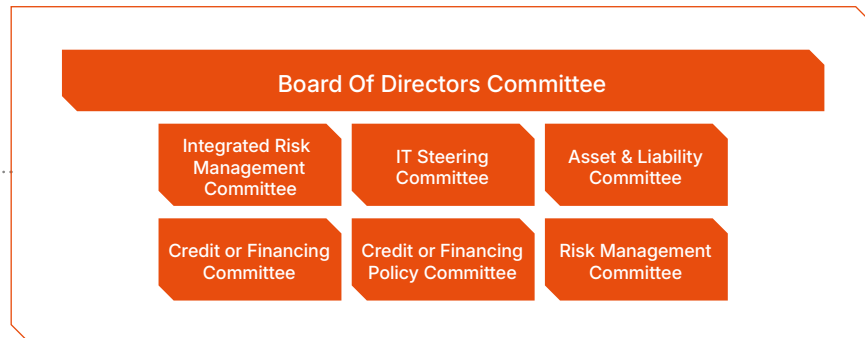 Board Of Directors Committee
Integrated Risk
Management
Committee
IT Steering
Committee
Asset & Liability
Committee
Credit or Financing
Committee
Credit or Financing
Policy Committee
Risk Management
Committee